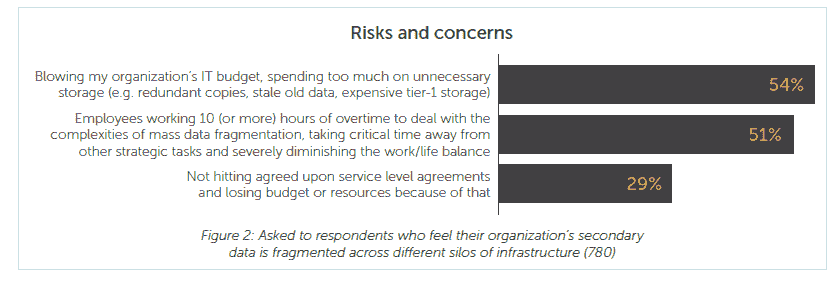 Risks and concerns
Blowing my organization’s IT budget, spending too much on unnecessary
storage (e.g. redundant copies, stale old data, expensive tier-1 storage)
54%
Employees working 10 (or more) hours of overtime to deal with the
complexities of mass data fragmentation, taking critical time away from
other strategic tasks and severely diminishing the work/life balance
51%
Not hitting agreed upon service level agreements
and losing budget or resources because of that
29%
Figure 2: Asked to respondents who feel their organization’s secondary
data is fragmented across different silos of infrastructure (780)